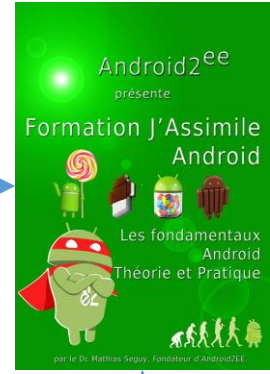 Android2ee
présente
Formation J'Assimile
Android
Les fondamentaux
Android
Théorie et Pratique
par le Dr. Mathias Seguy, Fondateur d'Android2EE.